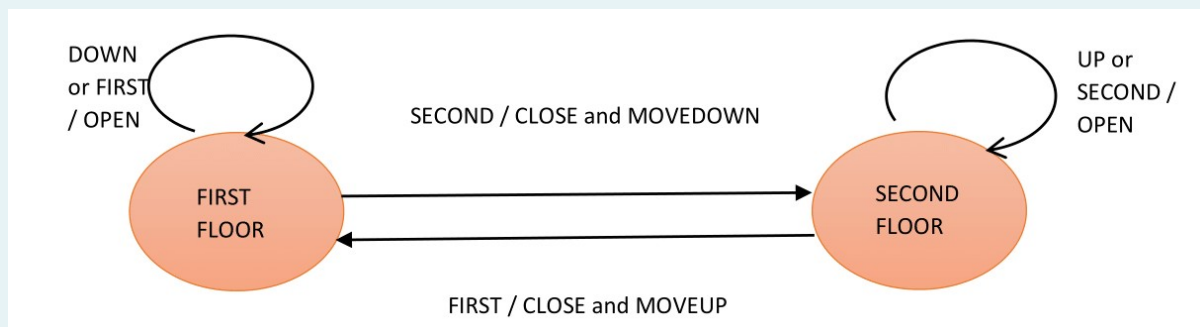 DOWN
or FIRST
/ OPEN
SECOND / CLOSE and MOVEDOWN
UP or
SECOND /
OPEN
FIRST
FLOOR
SECOND
FLOOR
FIRST / CLOSE and MOVEUP